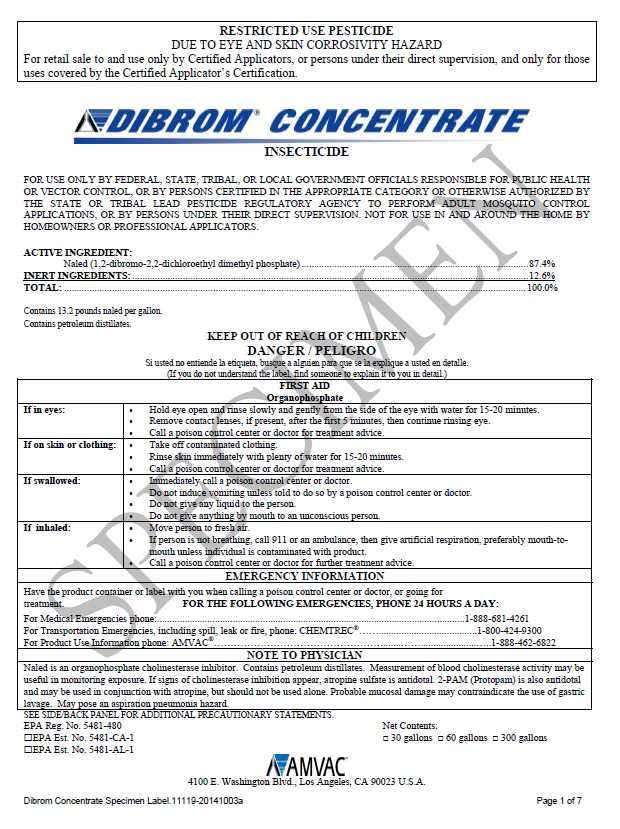 RESTRICTED USE PESTICIDE
DUE TO EYE AND SKIN CORROSIVITY HAZARD
For retail sale to and use only by Certified Applicators, or persons under their direct supervision, and only for those
uses covered by the Certified Applicator's Certification.
DIBROM® CONCENTRATE
INSECTICIDE
FOR USE ONLY BY FEDERAL, STATE, TRIBAL, OR LOCAL GOVERNMENT OFFICIALS RESPONSIBLE FOR PUBLIC HEALTH
OR VECTOR CONTROL, OR BY PERSONS CERTIFIED IN THE APPROPRIATE CATEGORY OR OTHERWISE AUTHORIZED BY
THE STATE OR TRIBAL LEAD PESTICIDE REGULATORY AGENCY TO PERFORM ADULT MOSQUITO CONTROL
APPLICATIONS, OR BY PERSONS UNDER THEIR DIRECT SUPERVISION. NOT FOR USE IN AND AROUND THE HOME BY
HOMEOWNERS OR PROFESSIONAL APPLICATORS.
ACTIVE INGREDIENT:
Naled (1,2-dibromo-2,2-dichloroethyl dimethyl phosphate) ........ 87.4%
INERT INGREDIENTS: ........ 12.6%
TOTAL: ........ 100.0%
Contains 13.2 pounds naled per gallon.
Contains petroleum distillates.
KEEP OUT OF REACH OF CHILDREN
DANGER / PELIGRO
Si usted no entiende la etiqueta, busque a alguien para que se la explique a usted en detalle.
(If you do not understand the label, find someone to explain it to you in detail.)
FIRST AID
Organophosphate
If in eyes:
• Hold eye open and rinse slowly and gently from the side of the eye with water for 15-20 minutes.
• Remove contact lenses, if present, after the first 5 minutes, then continue rinsing eye.
• Call a poison control center or doctor for treatment advice.
If on skin or clothing:
• Take off contaminated clothing.
• Rinse skin immediately with plenty of water for 15-20 minutes.
• Call a poison control center or doctor for treatment advice.
If swallowed:
• Immediately call a poison control center or doctor.
• Do not induce vomiting unless told to do so by a poison control center or doctor.
• Do not give any liquid to the person.
• Do not give anything by mouth to an unconscious person.
If inhaled:
• Move person to fresh air.
• If person is not breathing, call 911 or an ambulance, then give artificial respiration, preferably mouth-to-
mouth unless individual is contaminated with product.
• Call a poison control center or doctor for further treatment advice.
EMERGENCY INFORMATION
Have the product container or label with you when calling a poison control center or doctor, or going for
treatment. FOR THE FOLLOWING EMERGENCIES, PHONE 24 HOURS A DAY:
For Medical Emergencies phone:........1-888-681-4261
For Transportation Emergencies, including spill, leak or fire, phone: CHEMTREC®........1-800-424-9300
For Product Use Information phone: AMVAC®........1-888-462-6822
NOTE TO PHYSICIAN
Naled is an organophosphate cholinesterase inhibitor. Contains petroleum distillates. Measurement of blood cholinesterase activity may be
useful in monitoring exposure. If signs of cholinesterase inhibition appear, atropine sulfate is antidotal. 2-PAM (Protopam) is also antidotal
and may be used in conjunction with atropine, but should not be used alone. Probable mucosal damage may contraindicate the use of gastric
lavage. May pose an aspiration pneumonia hazard.
SEE SIDE/BACK PANEL FOR ADDITIONAL PRECAUTIONARY STATEMENTS.
EPA Reg. No. 5481-480 Net Contents:
□EPA Est. No. 5481-CA-1 □ 30 gallons □ 60 gallons □ 300 gallons
□EPA Est. No. 5481-AL-1
AMVAC®
4100 E. Washington Blvd., Los Angeles, CA 90023 U.S.A.
Dibrom Concentrate Specimen Label.11119-20141003a Page 1 of 7
SPECIMEN